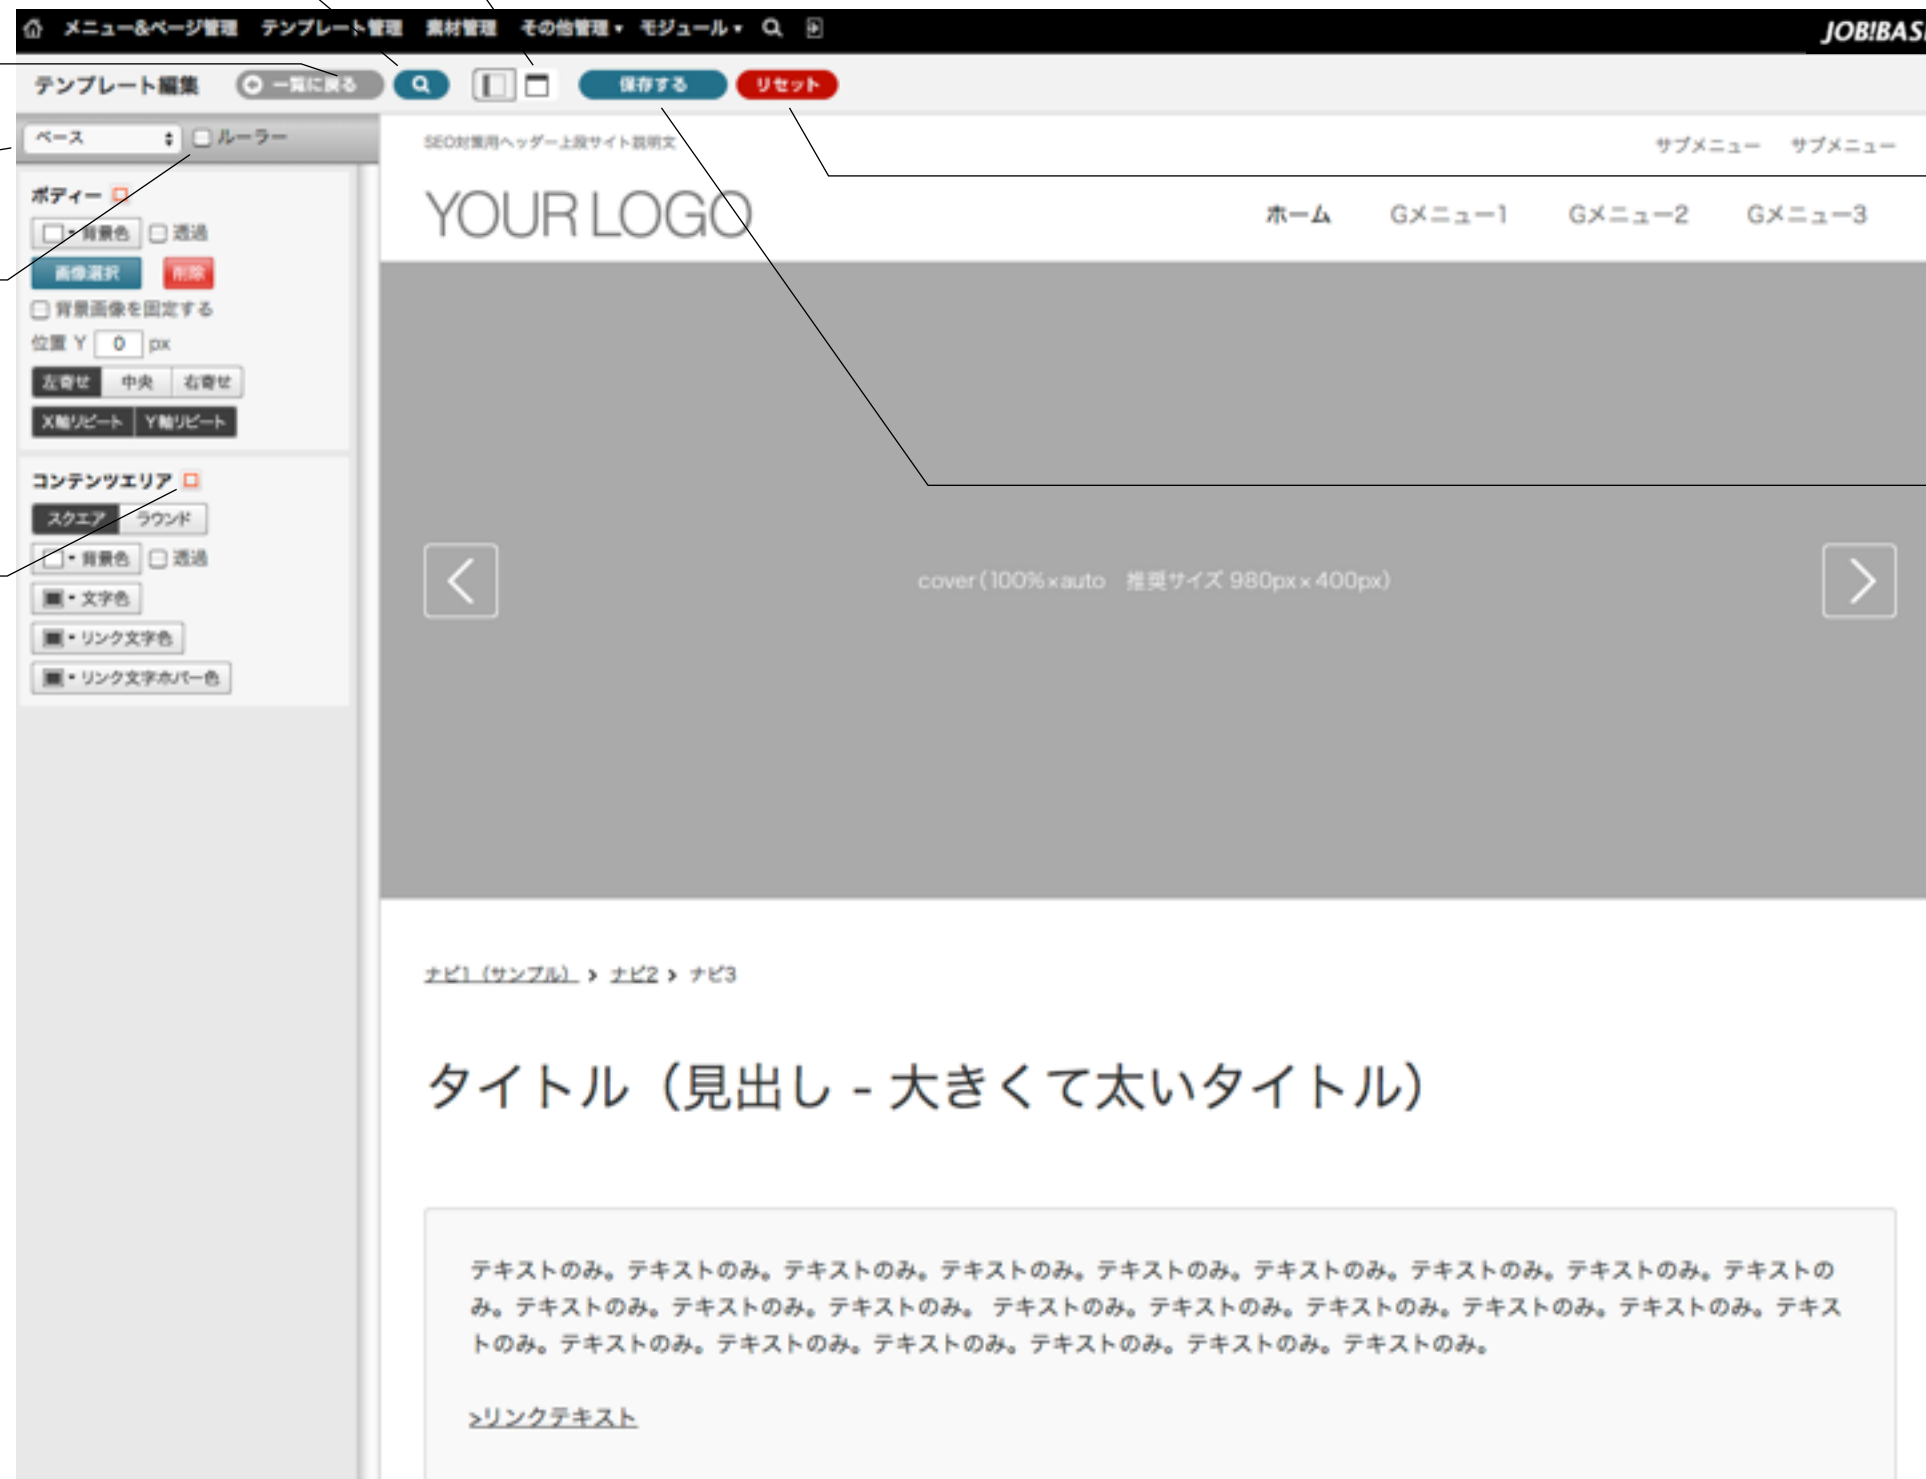 メニュー&ページ管理 テンプレート管理 素材管理 その他管理▼ モジュール▼
JOB!BAS
テンプレート編集 一覧に戻る 保存する リセット
ベース ルーラー
SEO対策用ヘッダー上段サイト説明文
サブメニュー サブメニュー
ボディー
背景色 透過
画像選択 削除
背景画像を固定する
位置 Y 0 px
左寄せ 中央 右寄せ
X軸リピート Y軸リピート
コンテンツエリア
スクエア ラウンド
背景色 透過
文字色
リンク文字色
リンク文字ホバー色
YOUR LOGO
ホーム Gメニュー1 Gメニュー2 Gメニュー3
cover(100%×auto 推奨サイズ 980px×400px)
ナビ1（サンプル） > ナビ2 > ナビ3
タイトル（見出し - 大きくて太いタイトル）
テキストのみ。テキストのみ。テキストのみ。テキストのみ。テキストのみ。テキストのみ。テキストのみ。テキストのみ。テキストの
み。テキストのみ。テキストのみ。テキストのみ。 テキストのみ。テキストのみ。テキストのみ。テキストのみ。テキストのみ。テキス
トのみ。テキストのみ。テキストのみ。テキストのみ。テキストのみ。テキストのみ。テキストのみ。
>リンクテキスト